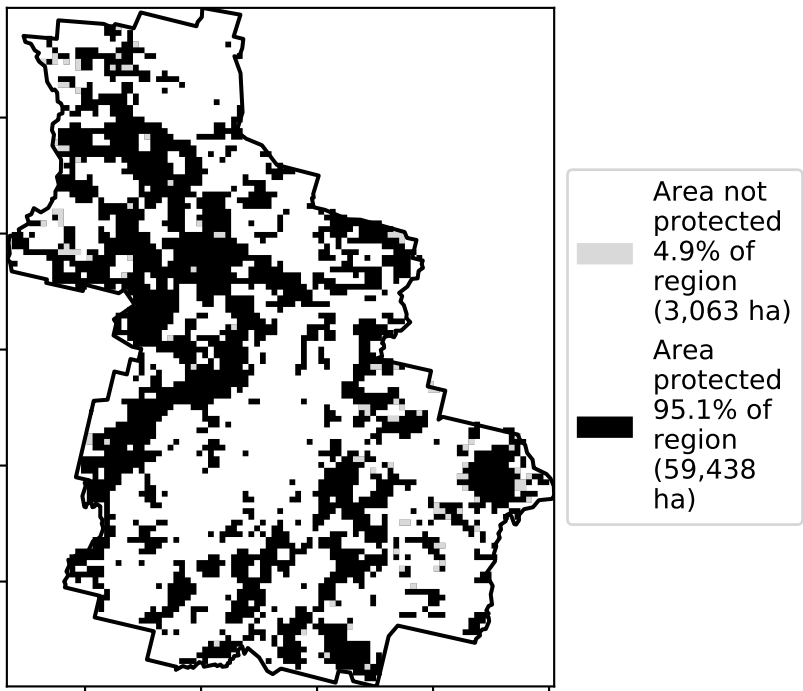 Area not
protected
4.9% of
region
(3,063 ha)
Area
protected
95.1% of
region
(59,438
ha)